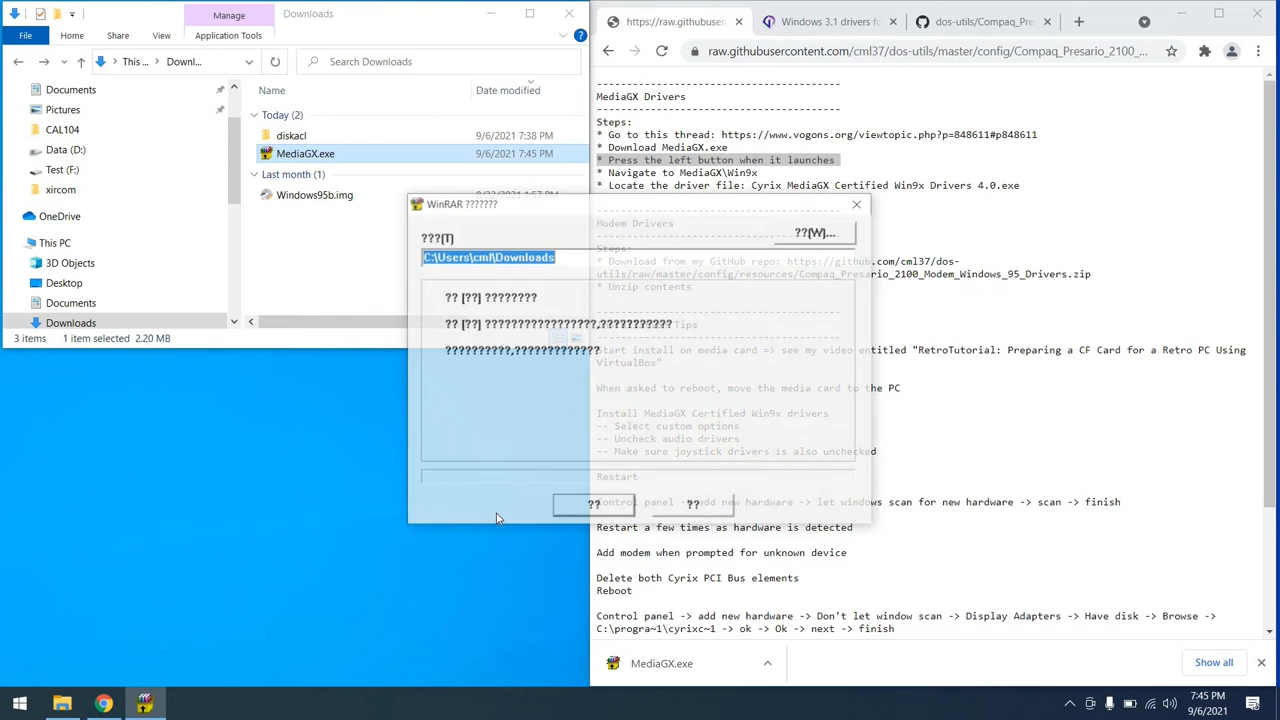 Manage
Downloads
File
Home
Share
View
Application Tools
This ...
Downl...
Search Downloads
Documents
Pictures
CAL104
Data (D:)
Test (F:)
xircom
OneDrive
This PC
3D Objects
Desktop
Documents
Downloads
Name
Date modified
Today (2)
diskacl
9/6/2021 7:38 PM
MediaGX.exe
9/6/2021 7:45 PM
Last month (1)
Windows95b.img
3 items
1 item selected 2.20 MB
WinRAR ???????
???(T)
??(W)...
C:\Users\cml\Downloads
?? [??] ????????
?? [??] ?????????????????,???????????
??????????,?????????????
??
??
https://raw.githubuser
Windows 3.1 drivers fo
dos-utils/Compaq_Pre
raw.githubusercontent.com/cml37/dos-utils/master/config/Compaq_Presario_2100_...
----------------------------------------
MediaGX Drivers
----------------------------------------
Steps:
* Go to this thread: https://www.vogons.org/viewtopic.php?p=848611#p848611
* Download MediaGX.exe
* Press the left button when it launches
* Navigate to MediaGX\Win9x
* Locate the driver file: Cyrix MediaGX Certified Win9x Drivers 4.0.exe
----------------------------------------
Modem Drivers
----------------------------------------
Steps:
* Download from my GitHub repo: https://github.com/cml37/dos-
utils/raw/master/config/resources/Compaq_Presario_2100_Modem_Windows_95_Drivers.zip
* Unzip contents
Tips
start install on media card => see my video entitled "RetroTutorial: Preparing a CF Card for a Retro PC Using
VirtualBox"
When asked to reboot, move the media card to the PC
Install MediaGX Certified Win9x drivers
-- Select custom options
-- Uncheck audio drivers
-- Make sure joystick drivers is also unchecked
Restart
control panel -> add new hardware -> let windows scan for new hardware -> scan -> finish
Restart a few times as hardware is detected
Add modem when prompted for unknown device
Delete both Cyrix PCI Bus elements
Reboot
Control panel -> add new hardware -> Don't let window scan -> Display Adapters -> Have disk -> Browse ->
C:\progra~1\cyrixc~1 -> ok -> Ok -> next -> finish
MediaGX.exe
Show all
7:45 PM
9/6/2021